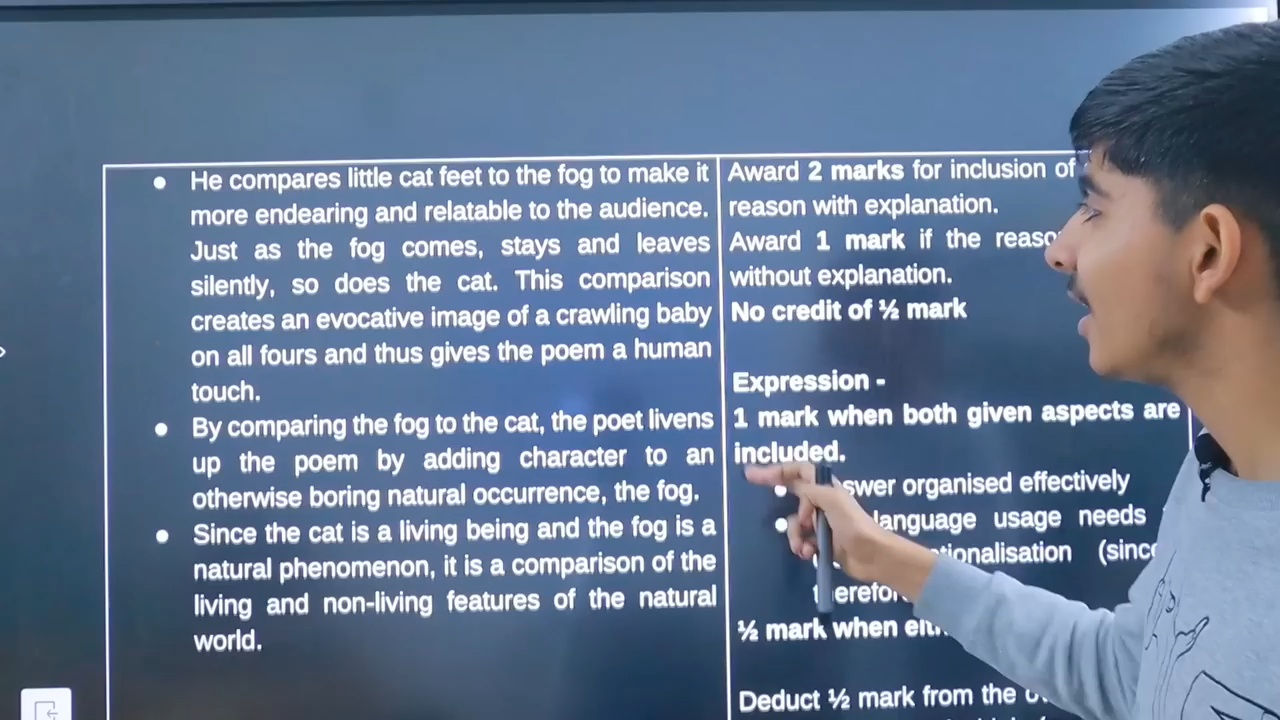 ● He compares little cat feet to the fog to make it
more endearing and relatable to the audience.
Just as the fog comes, stays and leaves
silently, so does the cat. This comparison
creates an evocative image of a crawling baby
on all fours and thus gives the poem a human
touch.
● By comparing the fog to the cat, the poet livens
up the poem by adding character to an
otherwise boring natural occurrence, the fog.
● Since the cat is a living being and the fog is a
natural phenomenon, it is a comparison of the
living and non-living features of the natural
world.
Award 2 marks for inclusion of
reason with explanation.
Award 1 mark if the
without explanation.
No credit of ½ mark
Expression -
1 mark when both given aspects are
included.
● organised effectively
● language usage needs
½ mark when
Deduct ½ mark from the